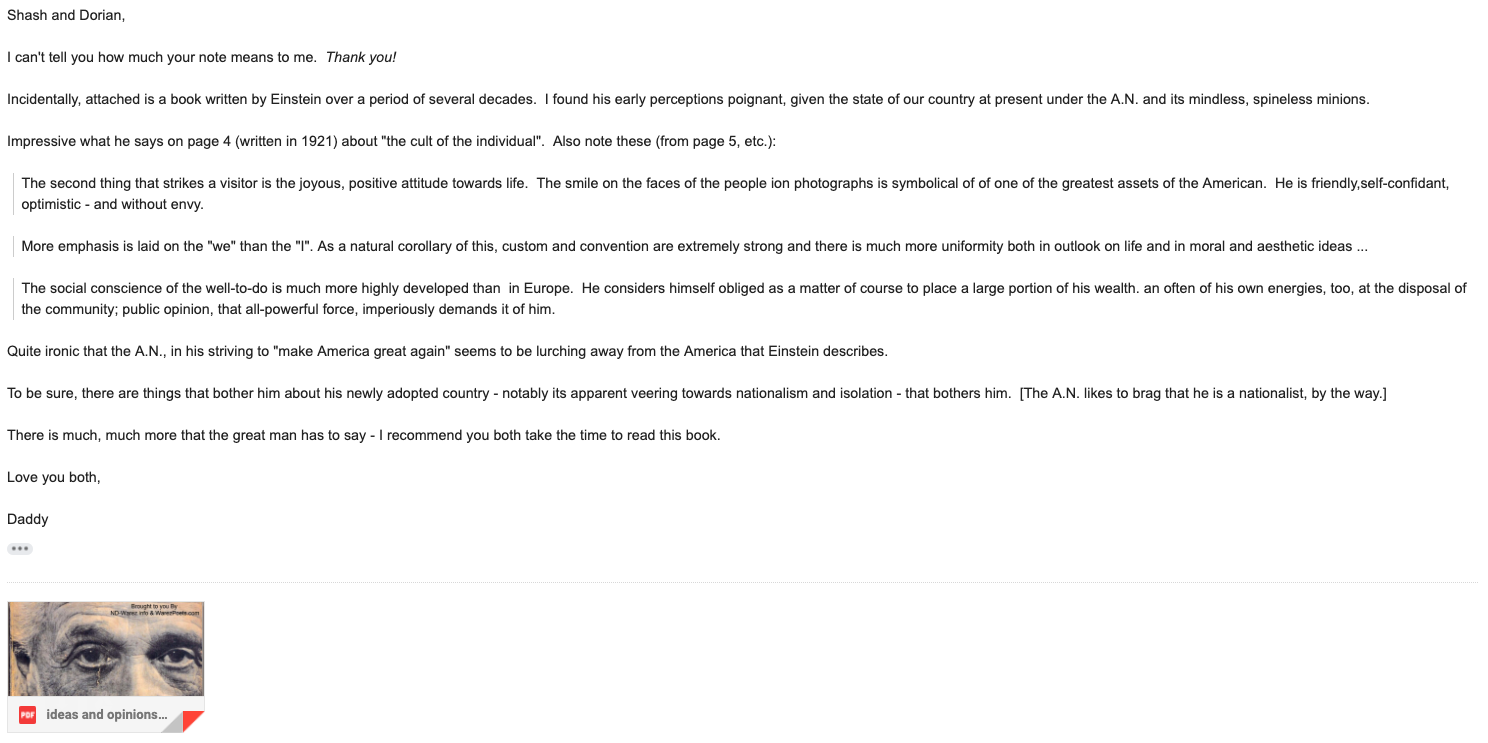 Shash and Dorian,
I can't tell you how much your note means to me.  Thank you!
Incidentally, attached is a book written by Einstein over a period of several decades.  I found his early perceptions poignant, given the state of our country at present under the A.N. and its mindless, spineless minions.
Impressive what he says on page 4 (written in 1921) about "the cult of the individual".  Also note these (from page 5, etc.):
The second thing that strikes a visitor is the joyous, positive attitude towards life.  The smile on the faces of the people ion photographs is symbolical of of one of the greatest assets of the American.  He is friendly,self-confidant,
optimistic - and without envy.
More emphasis is laid on the "we" than the "I". As a natural corollary of this, custom and convention are extremely strong and there is much more uniformity both in outlook on life and in moral and aesthetic ideas ...
The social conscience of the well-to-do is much more highly developed than  in Europe.  He considers himself obliged as a matter of course to place a large portion of his wealth. an often of his own energies, too, at the disposal of
the community; public opinion, that all-powerful force, imperiously demands it of him.
Quite ironic that the A.N., in his striving to "make America great again" seems to be lurching away from the America that Einstein describes.
To be sure, there are things that bother him about his newly adopted country - notably its apparent veering towards nationalism and isolation - that bothers him.  [The A.N. likes to brag that he is a nationalist, by the way.]
There is much, much more that the great man has to say - I recommend you both take the time to read this book.
Love you both,
Daddy
Brought to you By
ND-Warez.info & WarezPoets.com
PDF ideas and opinions...